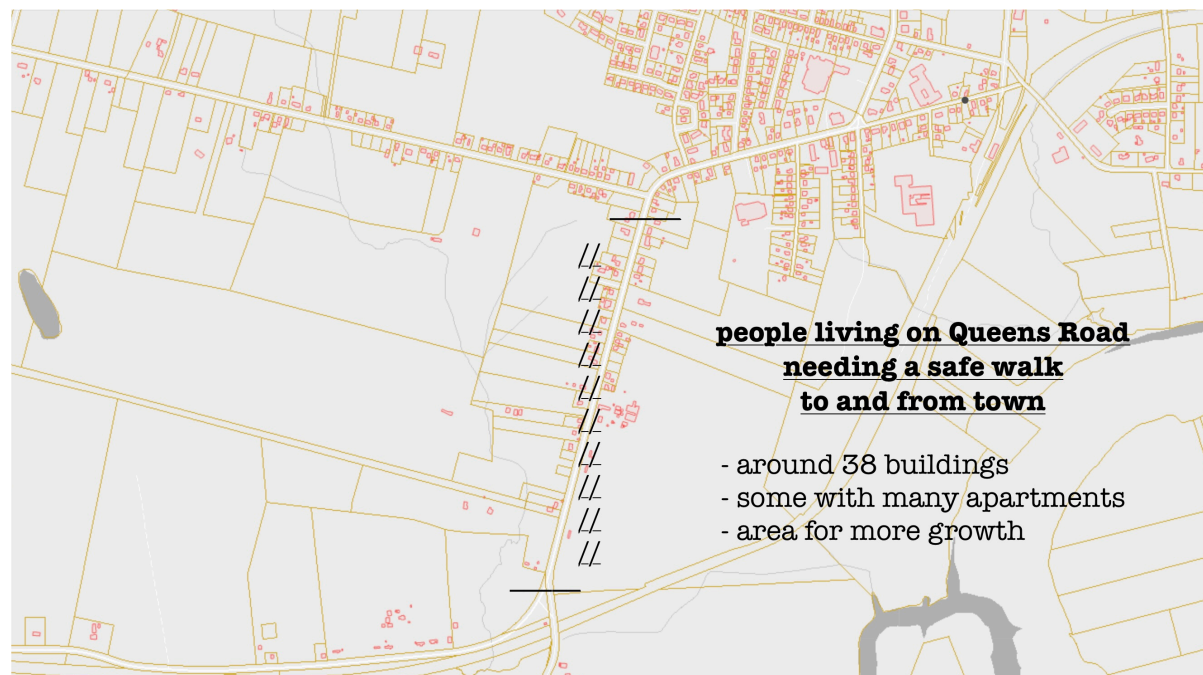 //
//
//
//
//
//
//
//
//
//
people living on Queens Road
needing a safe walk
to and from town
- around 38 buildings
- some with many apartments
- area for more growth